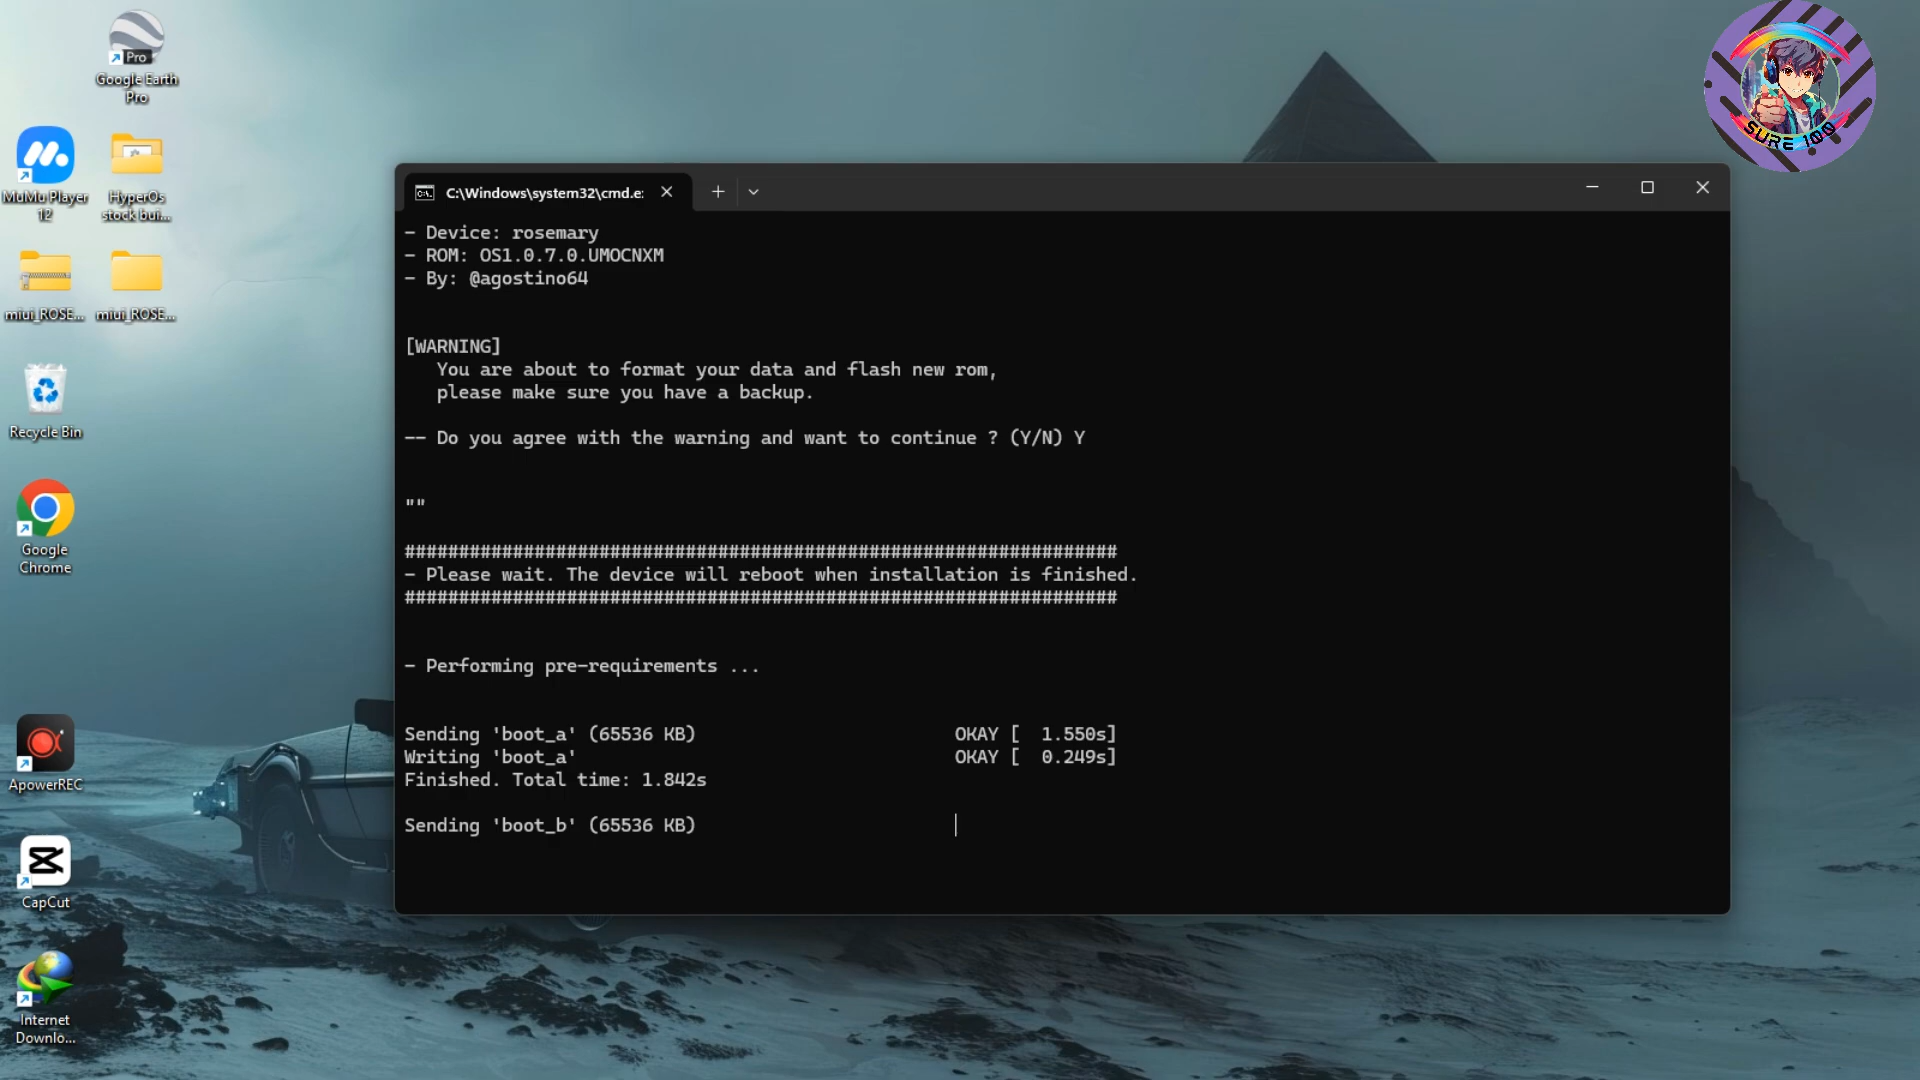 Pro
Google Earth
Pro
MuMu Player
12
HyperOs
stock bui...
miui_ROSE...
miui_ROSE...
Recycle Bin
Google
Chrome
ApowerREC
CapCut
Internet
Downlo...
SURE 100
C:\Windows\system32\cmd.e:
- Device: rosemary
- ROM: OS1.0.7.0.UMOCNXM
- By: @agostino64
[WARNING]
You are about to format your data and flash new rom,
please make sure you have a backup.
-- Do you agree with the warning and want to continue ? (Y/N) Y
""
##################################################################
- Please wait. The device will reboot when installation is finished.
##################################################################
- Performing pre-requirements ...
Sending 'boot_a' (65536 KB) OKAY [  1.550s]
Writing 'boot_a' OKAY [  0.249s]
Finished. Total time: 1.842s
Sending 'boot_b' (65536 KB)